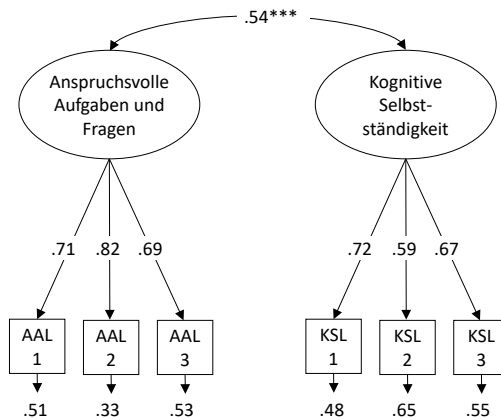 .54***
Anspruchsvolle
Aufgaben und
Fragen
Kognitive
Selbst-
ständigkeit
.71 .82 .69
.72 .59 .67
AAL
1
AAL
2
AAL
3
KSL
1
KSL
2
KSL
3
.51 .33 .53
.48 .65 .55